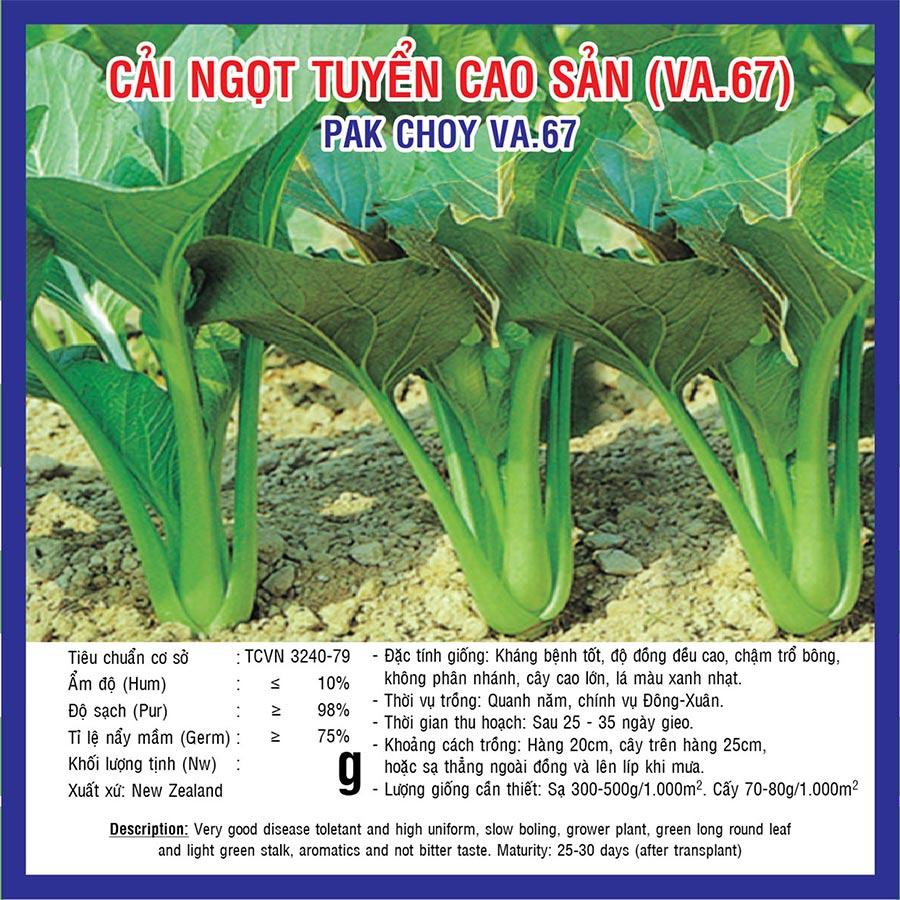 CẢI NGỌT TUYỂN CAO SẢN (VA.67)
PAK CHOY VA.67
Tiêu chuẩn cơ sở : TCVN 3240-79
Ẩm độ (Hum) : ≤ 10%
Độ sạch (Pur) : ≥ 98%
Tỉ lệ nẩy mầm (Germ) : ≥ 75%
Khối lượng tịnh (Nw) : g
Xuất xứ: New Zealand
- Đặc tính giống: Kháng bệnh tốt, độ đồng đều cao, chậm trổ bông,
không phân nhánh, cây cao lớn, lá màu xanh nhạt.
- Thời vụ trồng: Quanh năm, chính vụ Đông-Xuân.
- Thời gian thu hoạch: Sau 25 - 35 ngày gieo.
- Khoảng cách trồng: Hàng 20cm, cây trên hàng 25cm,
hoặc sạ thẳng ngoài đồng và lên líp khi mưa.
- Lượng giống cần thiết: Sạ 300-500g/1.000m². Cấy 70-80g/1.000m²
Description: Very good disease toletant and high uniform, slow boling, grower plant, green long round leaf
and light green stalk, aromatics and not bitter taste. Maturity: 25-30 days (after transplant)